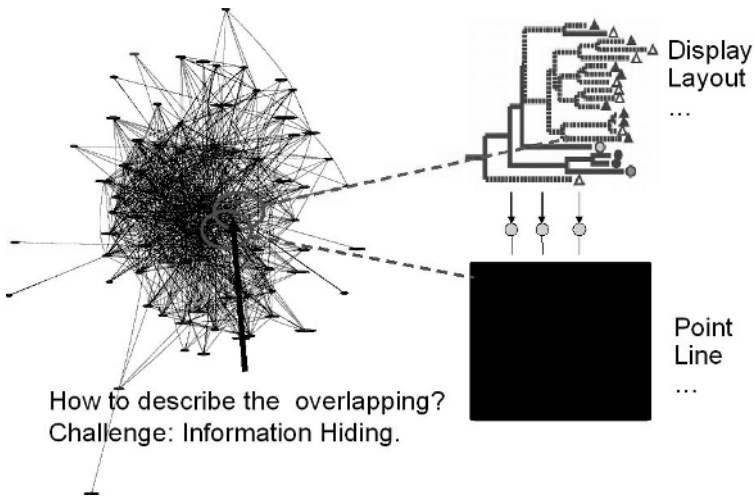 Display
Layout
...
Point
Line
...
How to describe the overlapping?
Challenge: Information Hiding.